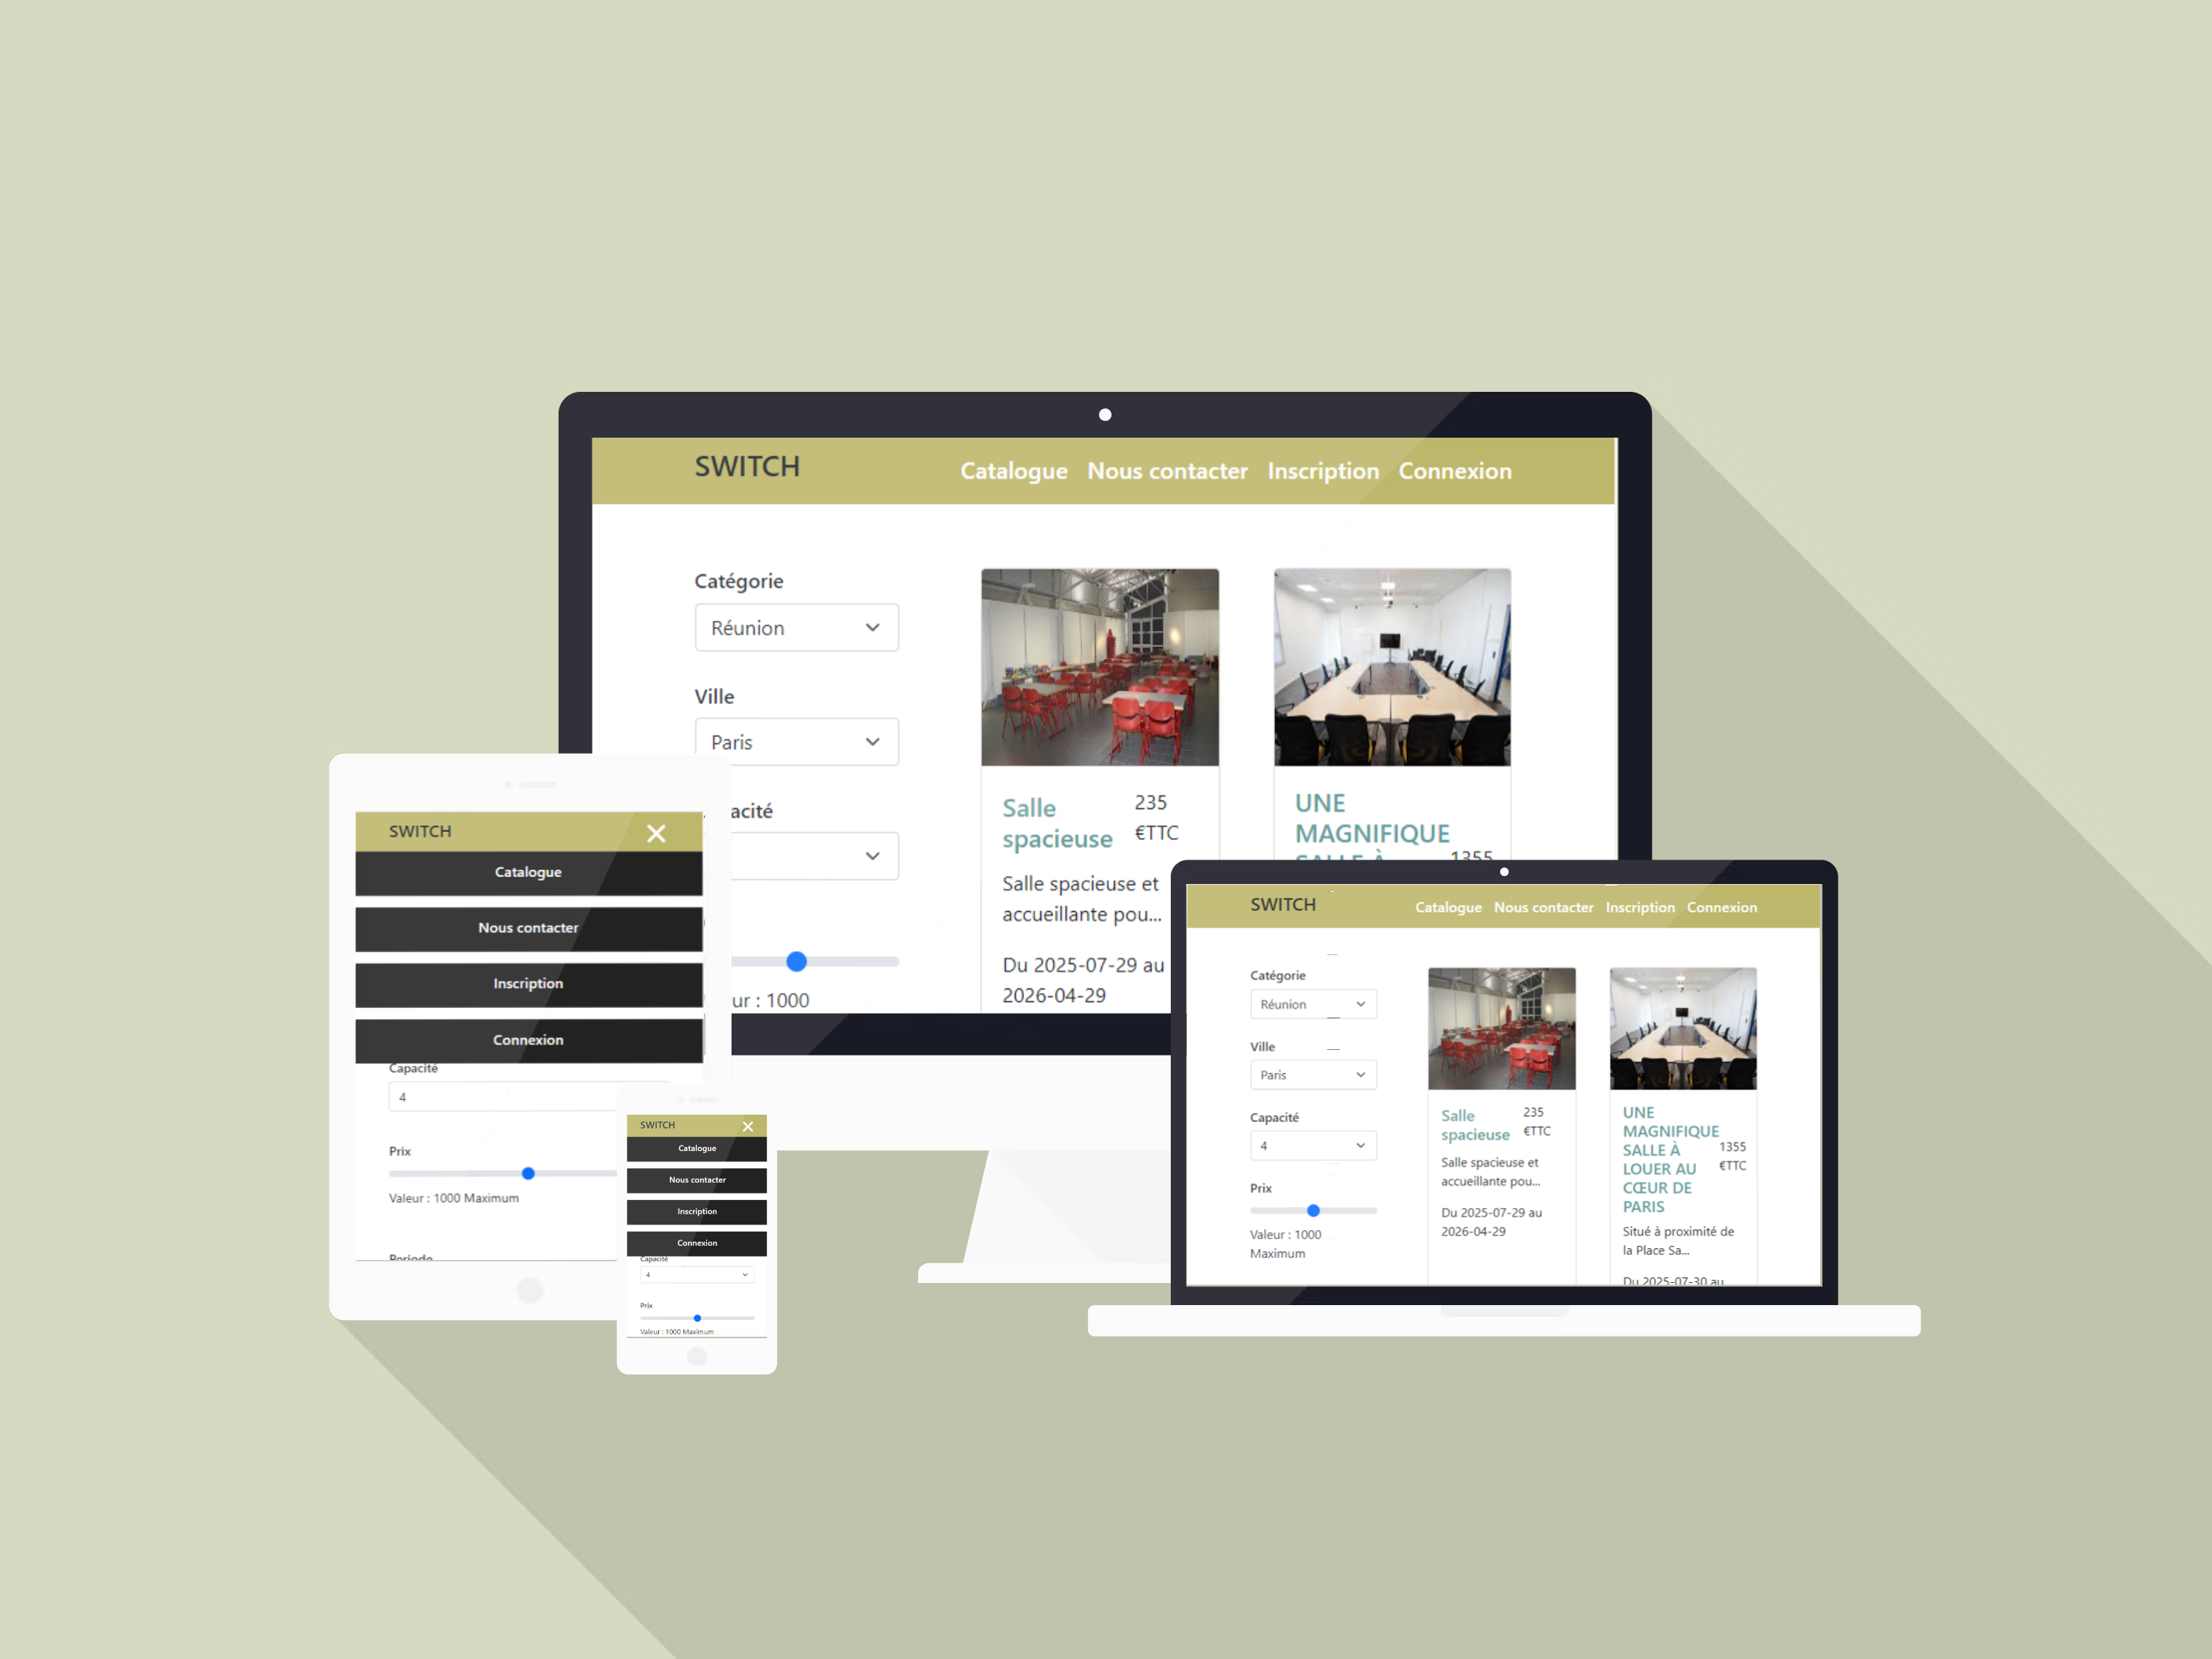 SWITCH
Catalogue Nous contacter Inscription Connexion
Catégorie
Réunion
Ville
Paris
acité
ur : 1000
Salle
spacieuse
235
€TTC
Salle spacieuse et
accueillante pou...
Du 2025-07-29 au
2026-04-29
UNE
MAGNIFIQUE
SALLE À
1355
SWITCH
Catalogue
Nous contacter
Inscription
Connexion
Capacité
4
Prix
Valeur : 1000 Maximum
Periode
SWITCH
Catalogue
Nous contacter
Inscription
Connexion
Capacité
4
Prix
Valeur : 1000 Maximum
SWITCH
Catalogue Nous contacter Inscription Connexion
Catégorie
Réunion
Ville
Paris
Capacité
4
Prix
Valeur : 1000
Maximum
Salle
spacieuse
235
€TTC
Salle spacieuse et
accueillante pou...
Du 2025-07-29 au
2026-04-29
UNE
MAGNIFIQUE
SALLE À
LOUER AU
CŒUR DE
PARIS
1355
€TTC
Situé à proximité de
la Place Sa...
Du 2025-07-30 au